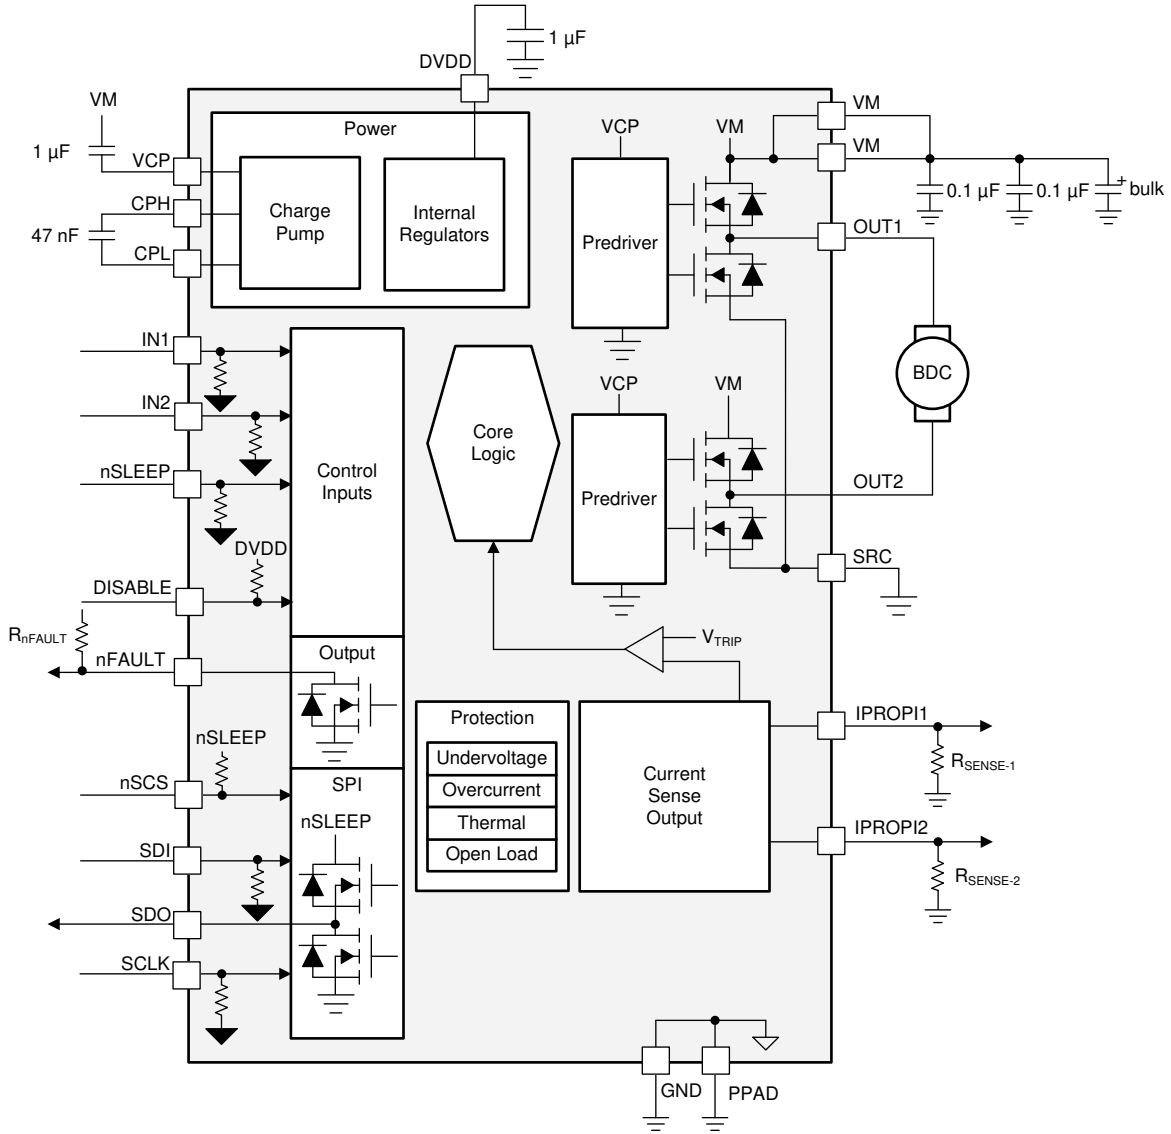 1 µF
DVDD
VM
1 µF
VCP
CPH
47 nF
CPL
Power
Charge
Pump
Internal
Regulators
VCP
VM
Predriver
VM
VM
0.1 µF
0.1 µF
+
bulk
OUT1
BDC
IN1
IN2
nSLEEP
DVDD
DISABLE
RnFAULT
nFAULT
Control
Inputs
Core
Logic
VCP
VM
Predriver
OUT2
SRC
VTRIP
Output
nSLEEP
nSCS
SDI
SDO
SCLK
SPI
nSLEEP
Protection
Undervoltage
Overcurrent
Thermal
Open Load
Current
Sense
Output
IPROPI1
RSENSE-1
IPROPI2
RSENSE-2
GND
PPAD